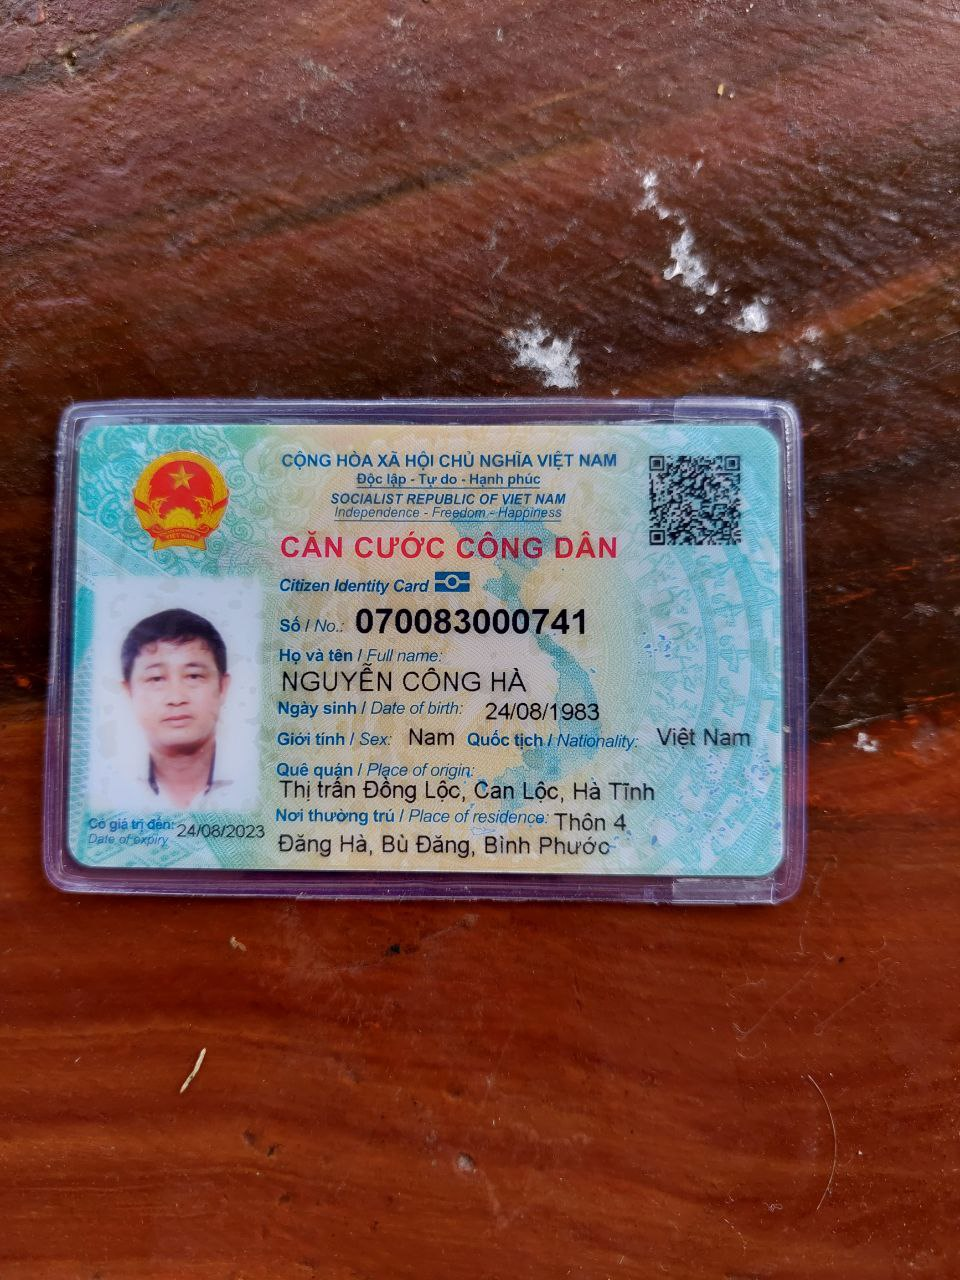 CỘNG HÒA XÃ HỘI CHỦ NGHĨA VIỆT NAM
Độc lập - Tự do - Hạnh phúc
SOCIALIST REPUBLIC OF VIET NAM
Independence - Freedom - Happiness
CĂN CƯỚC CÔNG DÂN
Citizen Identity Card
Số / No.: 070083000741
Họ và tên / Full name:
NGUYỄN CÔNG HÀ
Ngày sinh / Date of birth: 24/08/1983
Giới tính / Sex: Nam Quốc tịch / Nationality: Việt Nam
Quê quán / Place of origin:
Thị trấn Đồng Lộc, Can Lộc, Hà Tĩnh
Nơi thường trú / Place of residence: Thôn 4
Đăng Hà, Bù Đăng, Bình Phước
Có giá trị đến: 24/08/2023
Date of expiry
VIỆT NAM